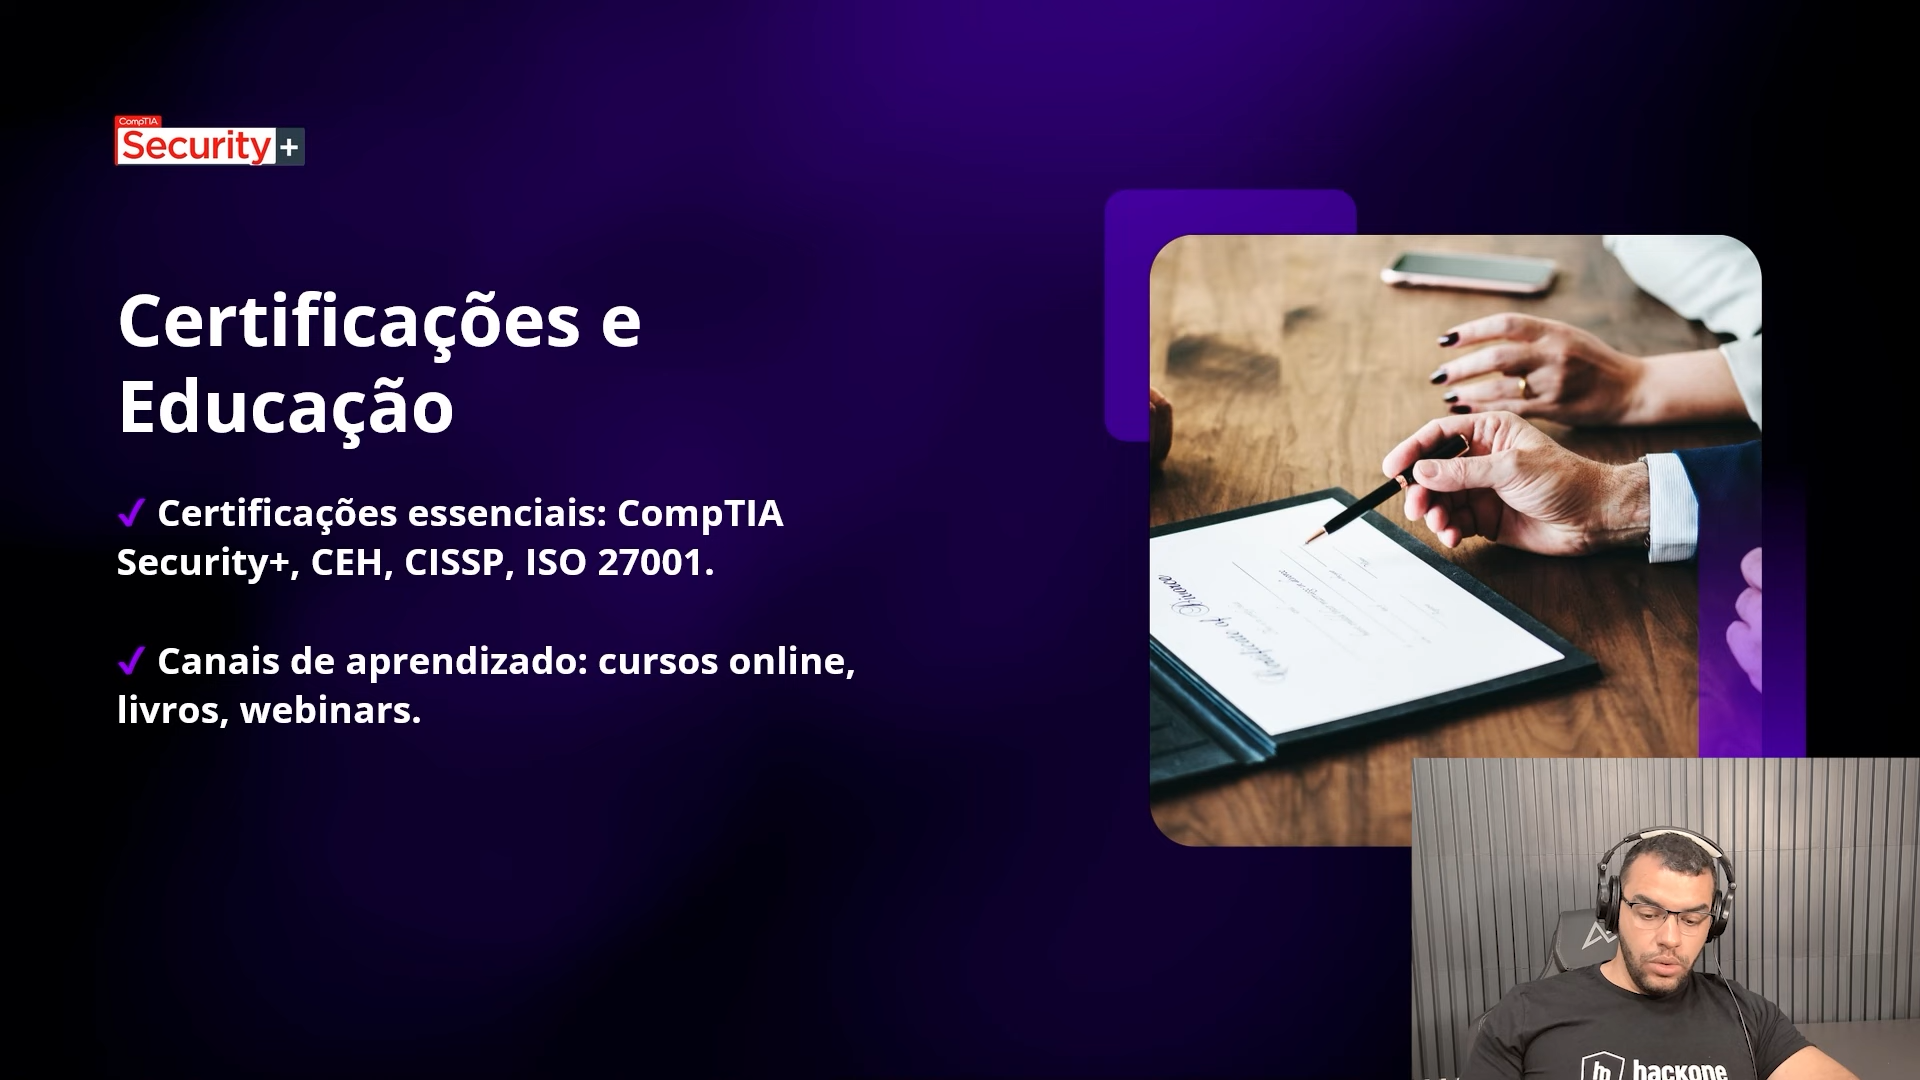 CompTIA
Security+
Certificações e
Educação
✓ Certificações essenciais: CompTIA
Security+, CEH, CISSP, ISO 27001.
✓ Canais de aprendizado: cursos online,
livros, webinars.
hackone